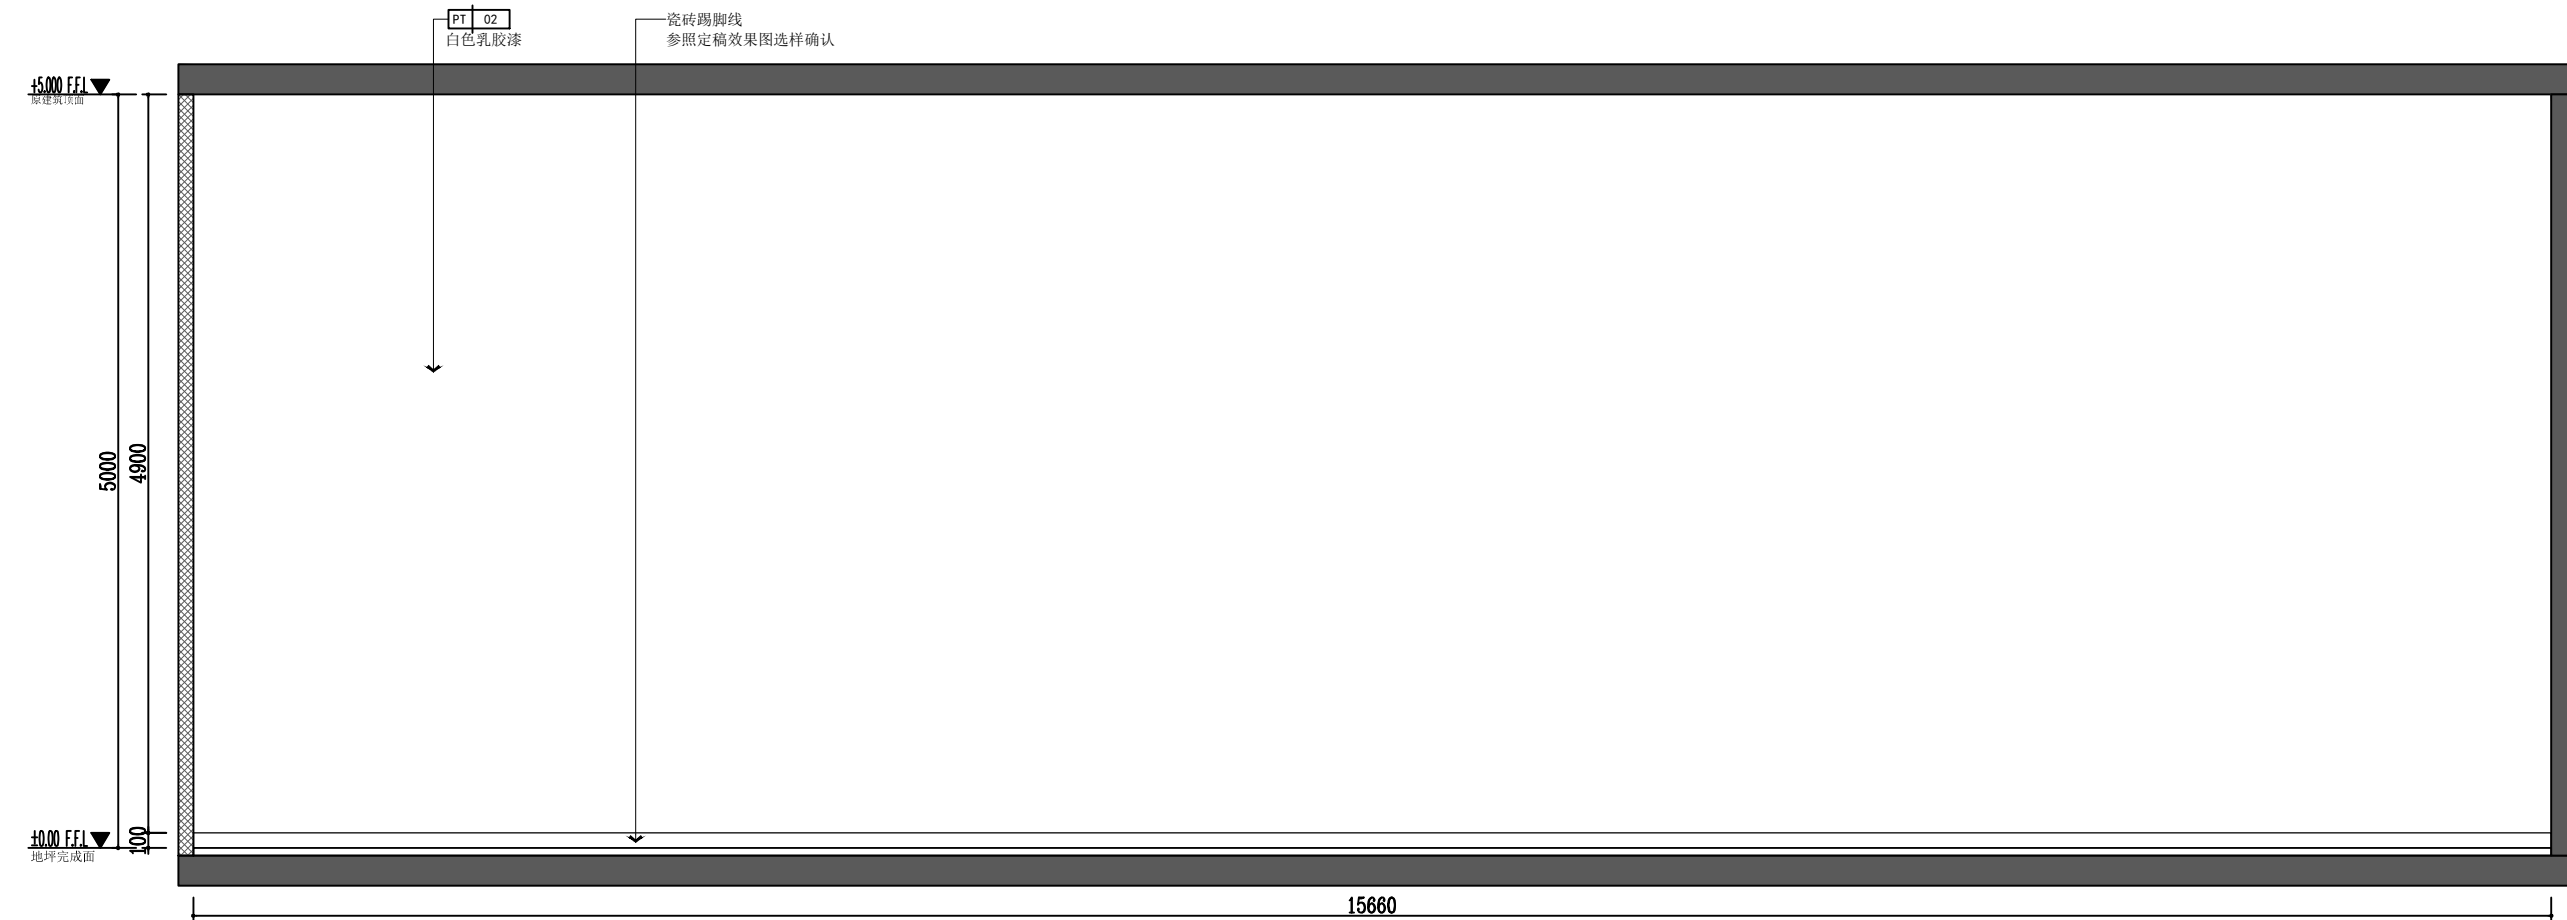 PT 02
白色乳胶漆
瓷砖踢脚线
参照定稿效果图选样确认
+5.000 F.F.L
原建筑顶面
5000
4900
100
±0.00 F.F.L
地坪完成面
15660